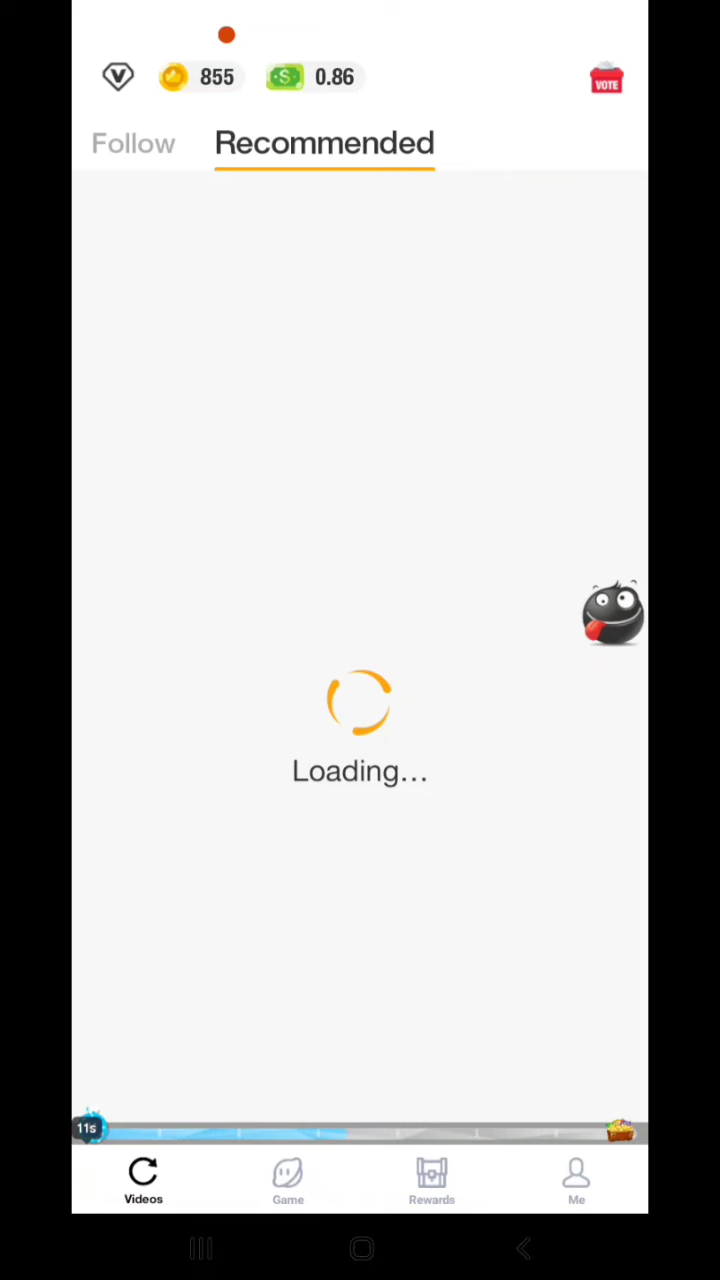 855
0.86
VOTE
Follow
Recommended
Loading...
11s
Videos
Game
Rewards
Me